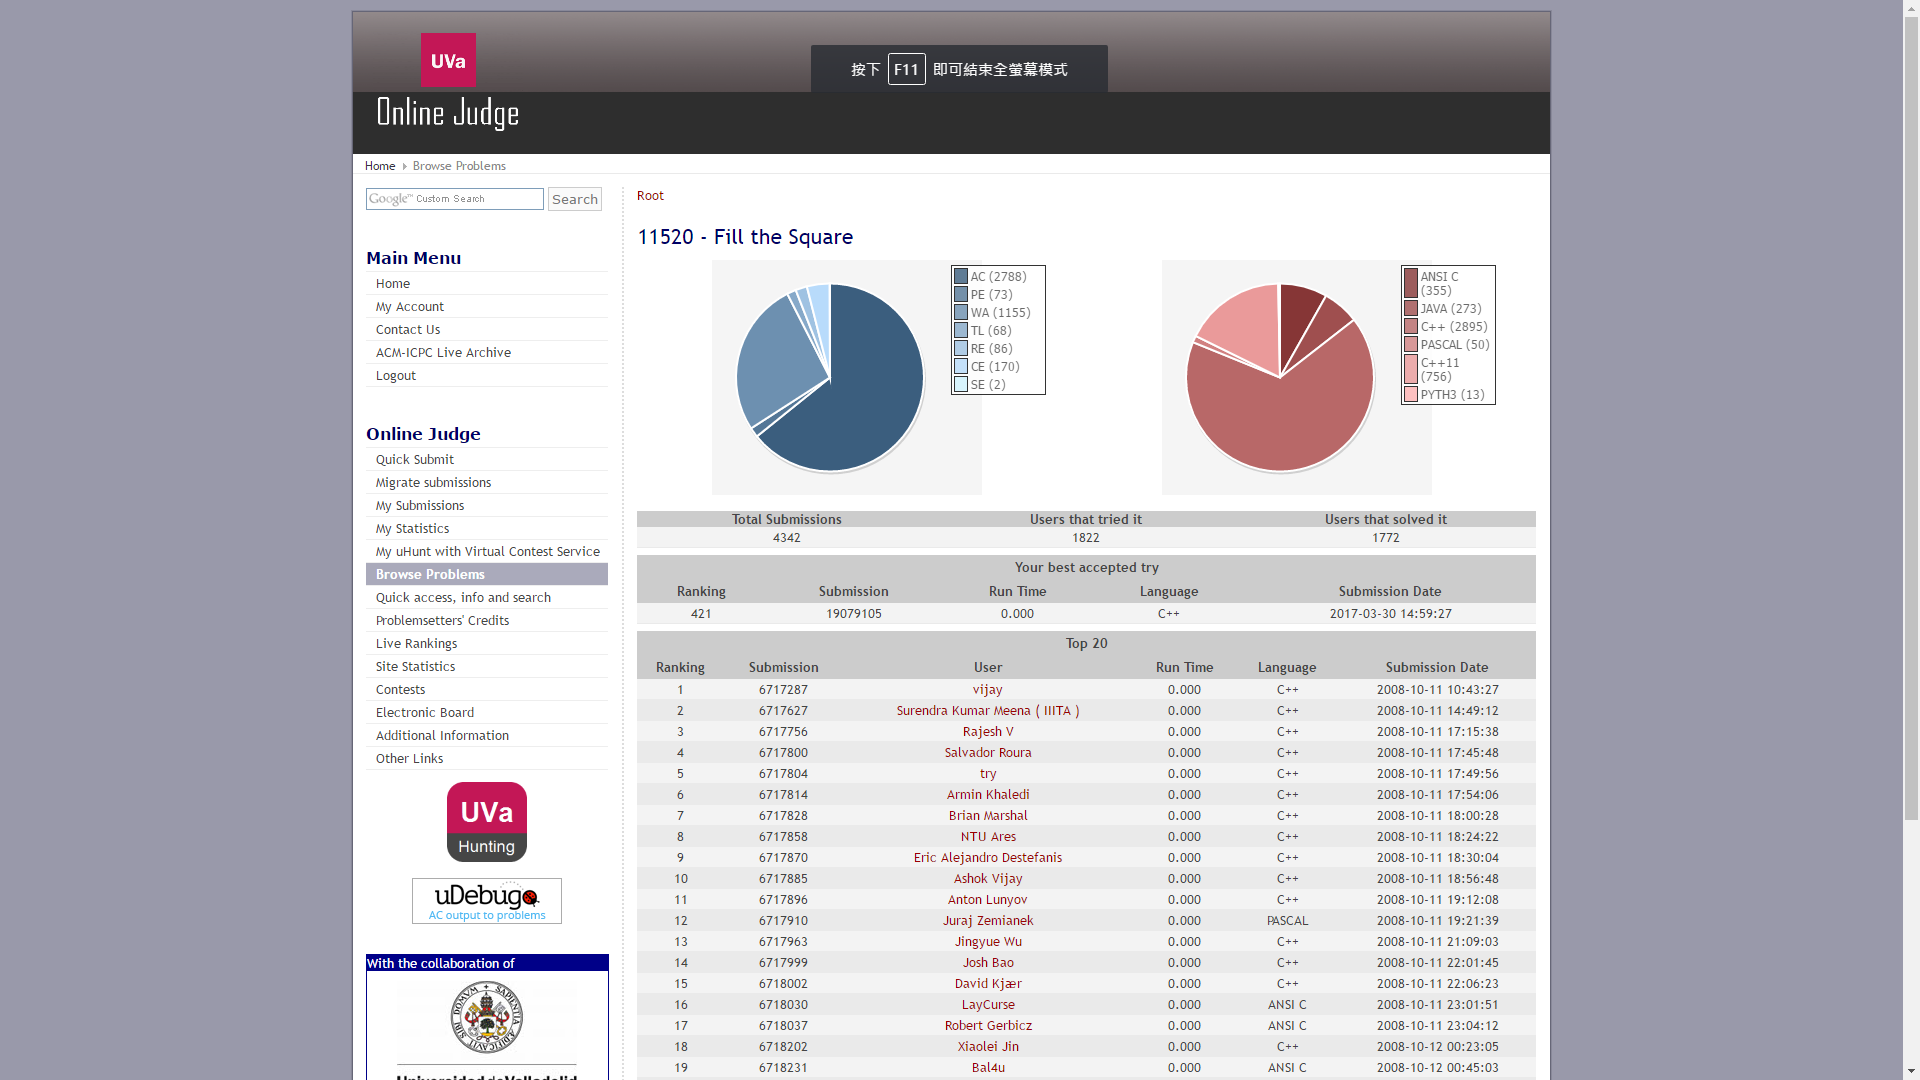 UVa
Online Judge
按下 F11 即可結束全螢幕模式
Home Browse Problems
Google™ Custom Search Search
Main Menu
Home
My Account
Contact Us
ACM-ICPC Live Archive
Logout
Online Judge
Quick Submit
Migrate submissions
My Submissions
My Statistics
My uHunt with Virtual Contest Service
Browse Problems
Quick access, info and search
Problemsetters' Credits
Live Rankings
Site Statistics
Contests
Electronic Board
Additional Information
Other Links
UVa
Hunting
uDebug
AC output to problems
With the collaboration of
Universidad de Valladolid
Root
11520 - Fill the Square
AC (2788)
PE (73)
WA (1155)
TL (68)
RE (86)
CE (170)
SE (2)
ANSI C
(355)
JAVA (273)
C++ (2895)
PASCAL (50)
C++11
(756)
PYTH3 (13)
Total Submissions Users that tried it Users that solved it
4342 1822 1772
Your best accepted try
Ranking Submission Run Time Language Submission Date
421 19079105 0.000 C++ 2017-03-30 14:59:27
Top 20
Ranking Submission User Run Time Language Submission Date
1 6717287 vijay 0.000 C++ 2008-10-11 10:43:27
2 6717627 Surendra Kumar Meena ( IIITA ) 0.000 C++ 2008-10-11 14:49:12
3 6717756 Rajesh V 0.000 C++ 2008-10-11 17:15:38
4 6717800 Salvador Roura 0.000 C++ 2008-10-11 17:45:48
5 6717804 try 0.000 C++ 2008-10-11 17:49:56
6 6717814 Armin Khaledi 0.000 C++ 2008-10-11 17:54:06
7 6717828 Brian Marshal 0.000 C++ 2008-10-11 18:00:28
8 6717858 NTU Ares 0.000 C++ 2008-10-11 18:24:22
9 6717870 Eric Alejandro Destefanis 0.000 C++ 2008-10-11 18:30:04
10 6717885 Ashok Vijay 0.000 C++ 2008-10-11 18:56:48
11 6717896 Anton Lunyov 0.000 C++ 2008-10-11 19:12:08
12 6717910 Juraj Zemianek 0.000 PASCAL 2008-10-11 19:21:39
13 6717963 Jingyue Wu 0.000 C++ 2008-10-11 21:09:03
14 6717999 Josh Bao 0.000 C++ 2008-10-11 22:01:45
15 6718002 David Kjær 0.000 C++ 2008-10-11 22:06:23
16 6718030 LayCurse 0.000 ANSI C 2008-10-11 23:01:51
17 6718037 Robert Gerbicz 0.000 ANSI C 2008-10-11 23:04:12
18 6718202 Xiaolei Jin 0.000 C++ 2008-10-12 00:23:05
19 6718231 Bal4u 0.000 ANSI C 2008-10-12 00:45:03